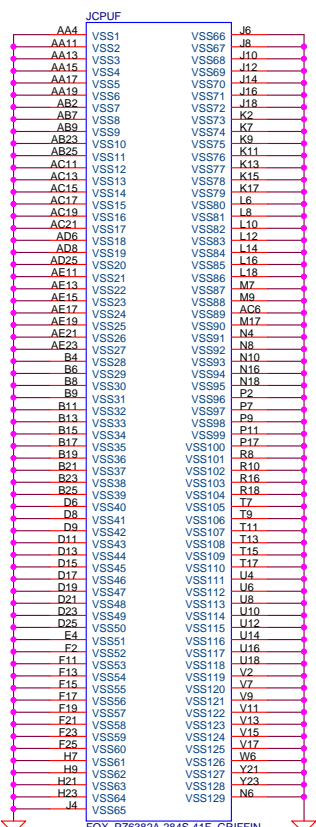 JCPUF
AA4 VSS1 VSS66 J6
AA11 VSS2 VSS67 J8
AA13 VSS3 VSS68 J10
AA15 VSS4 VSS69 J12
AA17 VSS5 VSS70 J14
AA19 VSS6 VSS71 J16
AB2 VSS7 VSS72 J18
AB7 VSS8 VSS73 K2
AB9 VSS9 VSS74 K7
AB23 VSS10 VSS75 K9
AB25 VSS11 VSS76 K11
AC11 VSS12 VSS77 K13
AC13 VSS13 VSS78 K15
AC15 VSS14 VSS79 K17
AC17 VSS15 VSS80 L6
AC19 VSS16 VSS81 L8
AC21 VSS17 VSS82 L10
AD6 VSS18 VSS83 L12
AD8 VSS19 VSS84 L14
AD25 VSS20 VSS85 L16
AE11 VSS21 VSS86 L18
AE13 VSS22 VSS87 M7
AE15 VSS23 VSS88 M9
AE17 VSS24 VSS89 AC6
AE19 VSS25 VSS90 M17
AE21 VSS26 VSS91 N4
AE23 VSS27 VSS92 N8
B4 VSS28 VSS93 N10
B6 VSS29 VSS94 N16
B8 VSS30 VSS95 N18
B9 VSS31 VSS96 P2
B11 VSS32 VSS97 P7
B13 VSS33 VSS98 P9
B15 VSS34 VSS99 P11
B17 VSS35 VSS100 P17
B19 VSS36 VSS101 R8
B21 VSS37 VSS102 R10
B23 VSS38 VSS103 R16
B25 VSS39 VSS104 R18
D6 VSS40 VSS105 T7
D8 VSS41 VSS106 T9
D9 VSS42 VSS107 T11
D11 VSS43 VSS108 T13
D13 VSS44 VSS109 T15
D15 VSS45 VSS110 T17
D17 VSS46 VSS111 U4
D19 VSS47 VSS112 U6
D21 VSS48 VSS113 U8
D23 VSS49 VSS114 U10
D25 VSS50 VSS115 U12
E4 VSS51 VSS116 U14
F2 VSS52 VSS117 U16
F11 VSS53 VSS118 U18
F13 VSS54 VSS119 V2
F15 VSS55 VSS120 V7
F17 VSS56 VSS121 V9
F19 VSS57 VSS122 V11
F21 VSS58 VSS123 V13
F23 VSS59 VSS124 V15
F25 VSS60 VSS125 V17
H7 VSS61 VSS126 W6
H9 VSS62 VSS127 Y21
H21 VSS63 VSS128 Y23
H23 VSS64 VSS129 N6
J4 VSS65
FOX_PZ6382A-284S-41F_GRIFFIN